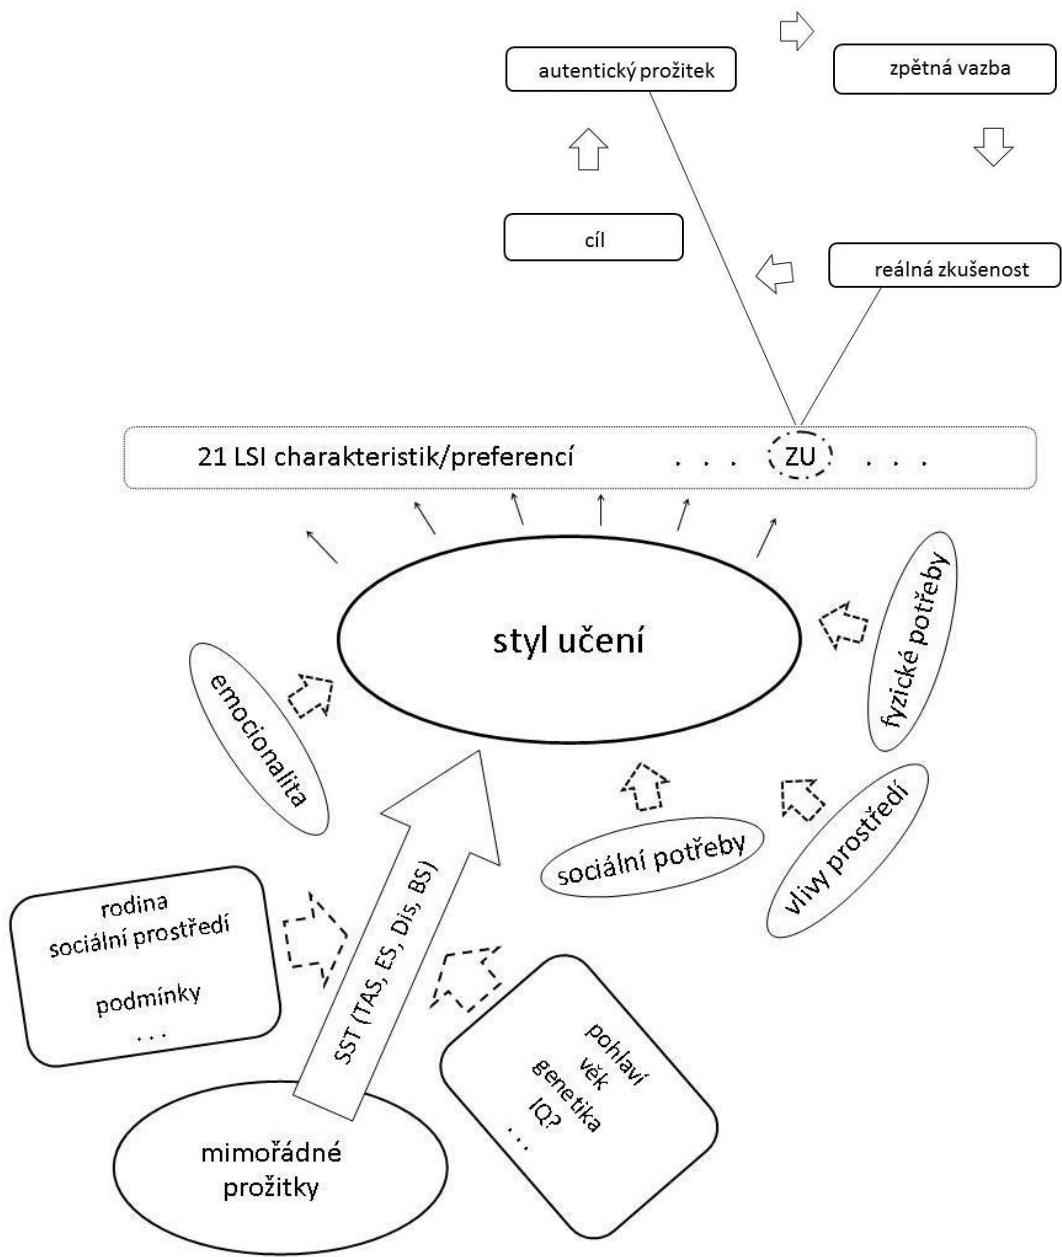 autentický prožitek
zpětná vazba
cíl
reálná zkušenost
21 LSI charakteristik/preferencí . . . ZU . . .
styl učení
fyzické potřeby
emocionalita
sociální potřeby
vlivy prostředí
rodina
sociální prostředí
podmínky
. . .
SST (TAS, ES, Dis, BS)
pohlaví
věk
genetika
IQ?
. . .
mimořádné
prožitky